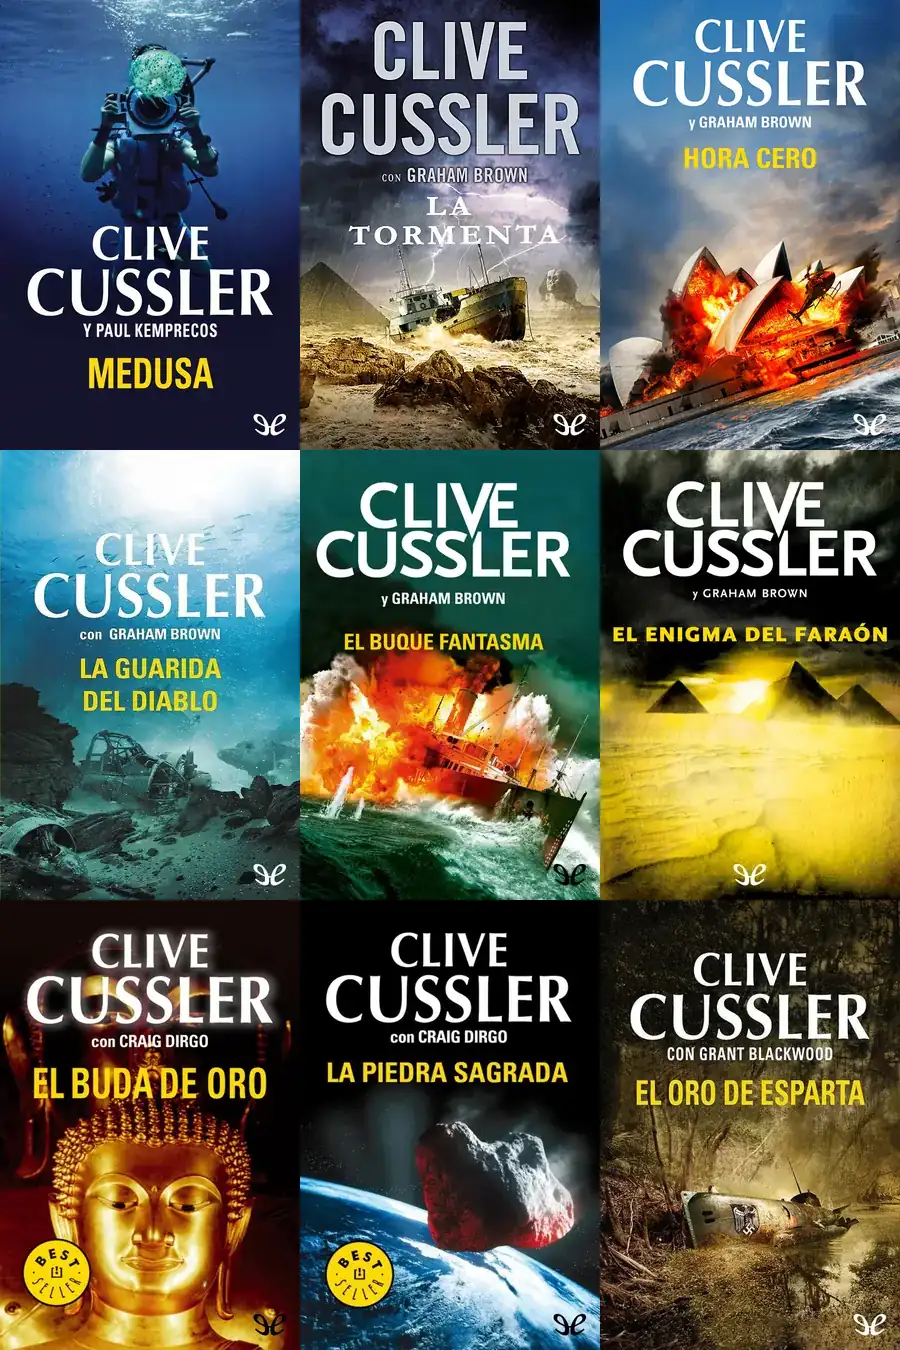 CLIVE
CUSSLER
Y PAUL KEMPRECOS
MEDUSA
CLIVE
CUSSLER
CON GRAHAM BROWN
LA
TORMENTA
CLIVE
CUSSLER
y GRAHAM BROWN
HORA CERO
CLIVE
CUSSLER
con GRAHAM BROWN
LA GUARIDA
DEL DIABLO
CLIVE
CUSSLER
y GRAHAM BROWN
EL BUQUE FANTASMA
CLIVE
CUSSLER
y GRAHAM BROWN
EL ENIGMA DEL FARAÓN
CLIVE
CUSSLER
con CRAIG DIRGO
EL BUDA DE ORO
BEST
SELLER
CLIVE
CUSSLER
con CRAIG DIRGO
LA PIEDRA SAGRADA
BEST
SELLER
CLIVE
CUSSLER
CON GRANT BLACKWOOD
EL ORO DE ESPARTA